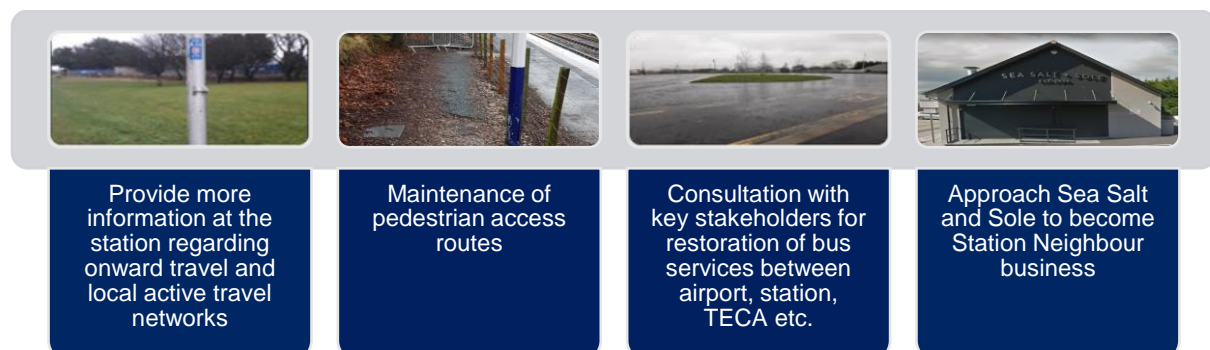 SEA SALT & SOLE
Provide more
information at the
station regarding
onward travel and
local active travel
networks
Maintenance of
pedestrian access
routes
Consultation with
key stakeholders for
restoration of bus
services between
airport, station,
TECA etc.
Approach Sea Salt
and Sole to become
Station Neighbour
business